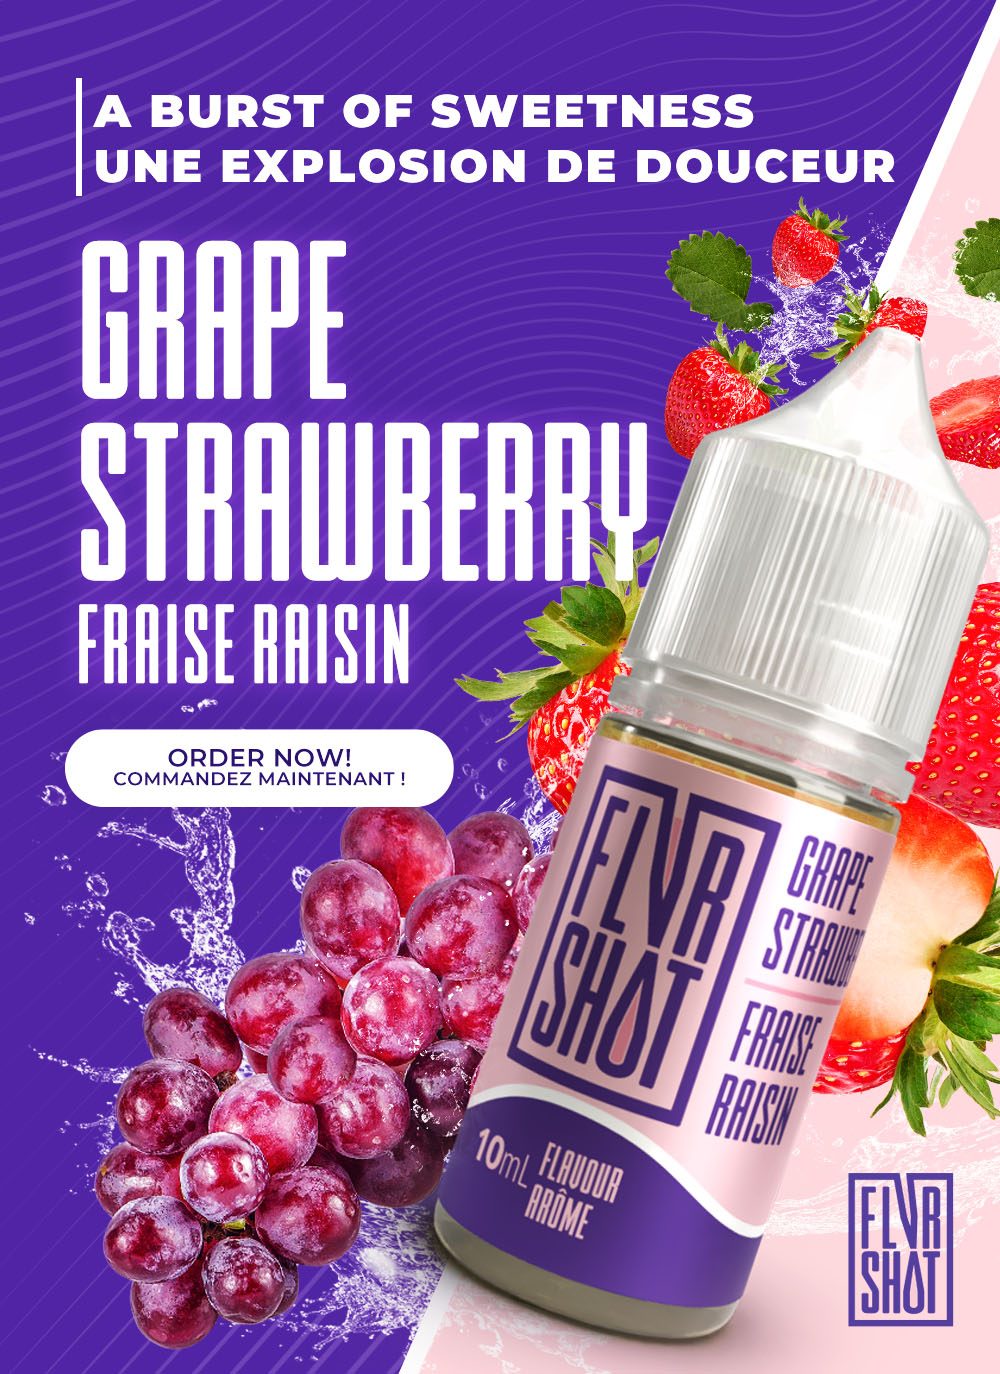 A BURST OF SWEETNESS
UNE EXPLOSION DE DOUCEUR
GRAPE
STRAWBERRY
FRAISE RAISIN
ORDER NOW!
COMMANDEZ MAINTENANT !
FLVR
SHOT
GRAPE
FRAISE
RAISIN
10mL FLAVOUR
ARÔME
FLVR
SHOT